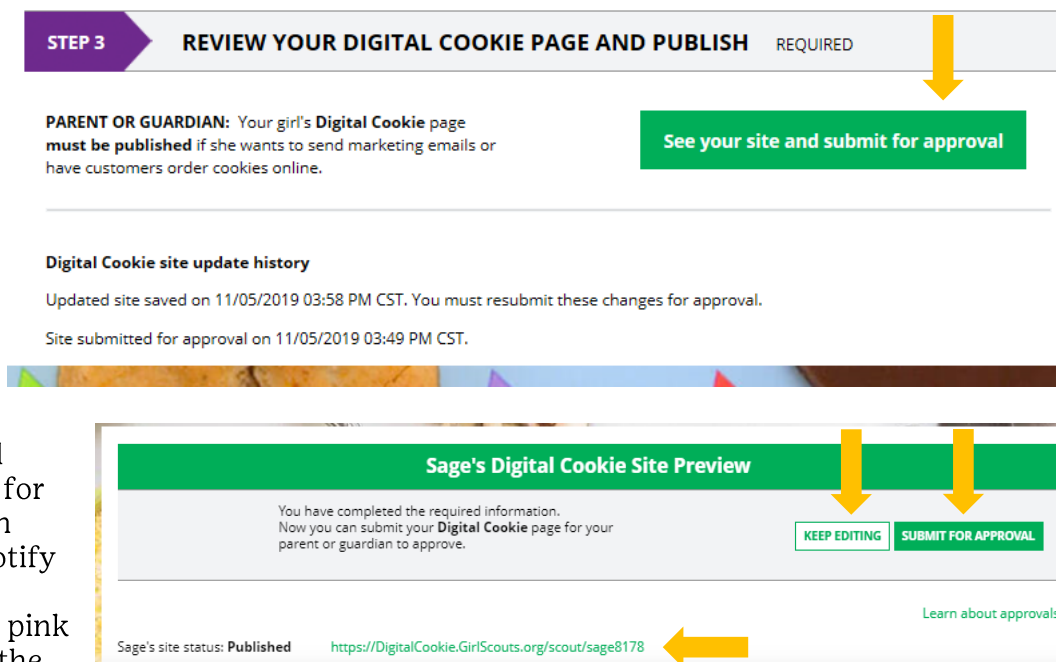 STEP 3 REVIEW YOUR DIGITAL COOKIE PAGE AND PUBLISH REQUIRED
PARENT OR GUARDIAN: Your girl's Digital Cookie page
must be published if she wants to send marketing emails or
have customers order cookies online.
See your site and submit for approval
Digital Cookie site update history
Updated site saved on 11/05/2019 03:58 PM CST. You must resubmit these changes for approval.
Site submitted for approval on 11/05/2019 03:49 PM CST.
for
pink
the
Sage's Digital Cookie Site Preview
You have completed the required information.
Now you can submit your Digital Cookie page for your
parent or guardian to approve.
KEEP EDITING SUBMIT FOR APPROVAL
Learn about approvals
Sage's site status: Published https://DigitalCookie.GirlScouts.org/scout/sage8178